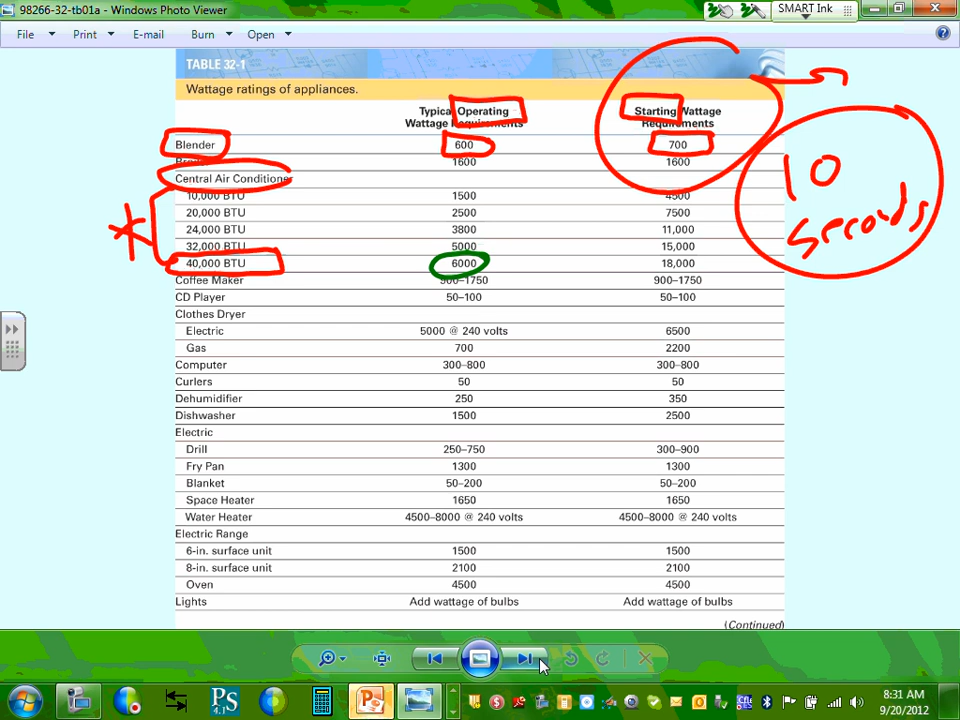 98266-32-tb01a - Windows Photo Viewer
SMART Ink
File Print E-mail Burn Open
TABLE 32-1
Wattage ratings of appliances.
Typical Operating Starting Wattage
Wattage Requirements Requirements
Blender 600 700
1600 1600
Central Air Conditioner
10,000 BTU 1500 4500
20,000 BTU 2500 7500
24,000 BTU 3800 11,000
32,000 BTU 5000 15,000
40,000 BTU 6000 18,000
Coffee Maker 900–1750 900–1750
CD Player 50–100 50–100
Clothes Dryer
Electric 5000 @ 240 volts 6500
Gas 700 2200
Computer 300–800 300–800
Curlers 50 50
Dehumidifier 250 350
Dishwasher 1500 2500
Electric
Drill 250–750 300–900
Fry Pan 1300 1300
Blanket 50–200 50–200
Space Heater 1650 1650
Water Heater 4500–8000 @ 240 volts 4500–8000 @ 240 volts
Electric Range
6-in. surface unit 1500 1500
8-in. surface unit 2100 2100
Oven 4500 4500
Lights Add wattage of bulbs Add wattage of bulbs
(Continued)
10
seconds
PS
4.1
8:31 AM
9/20/2012